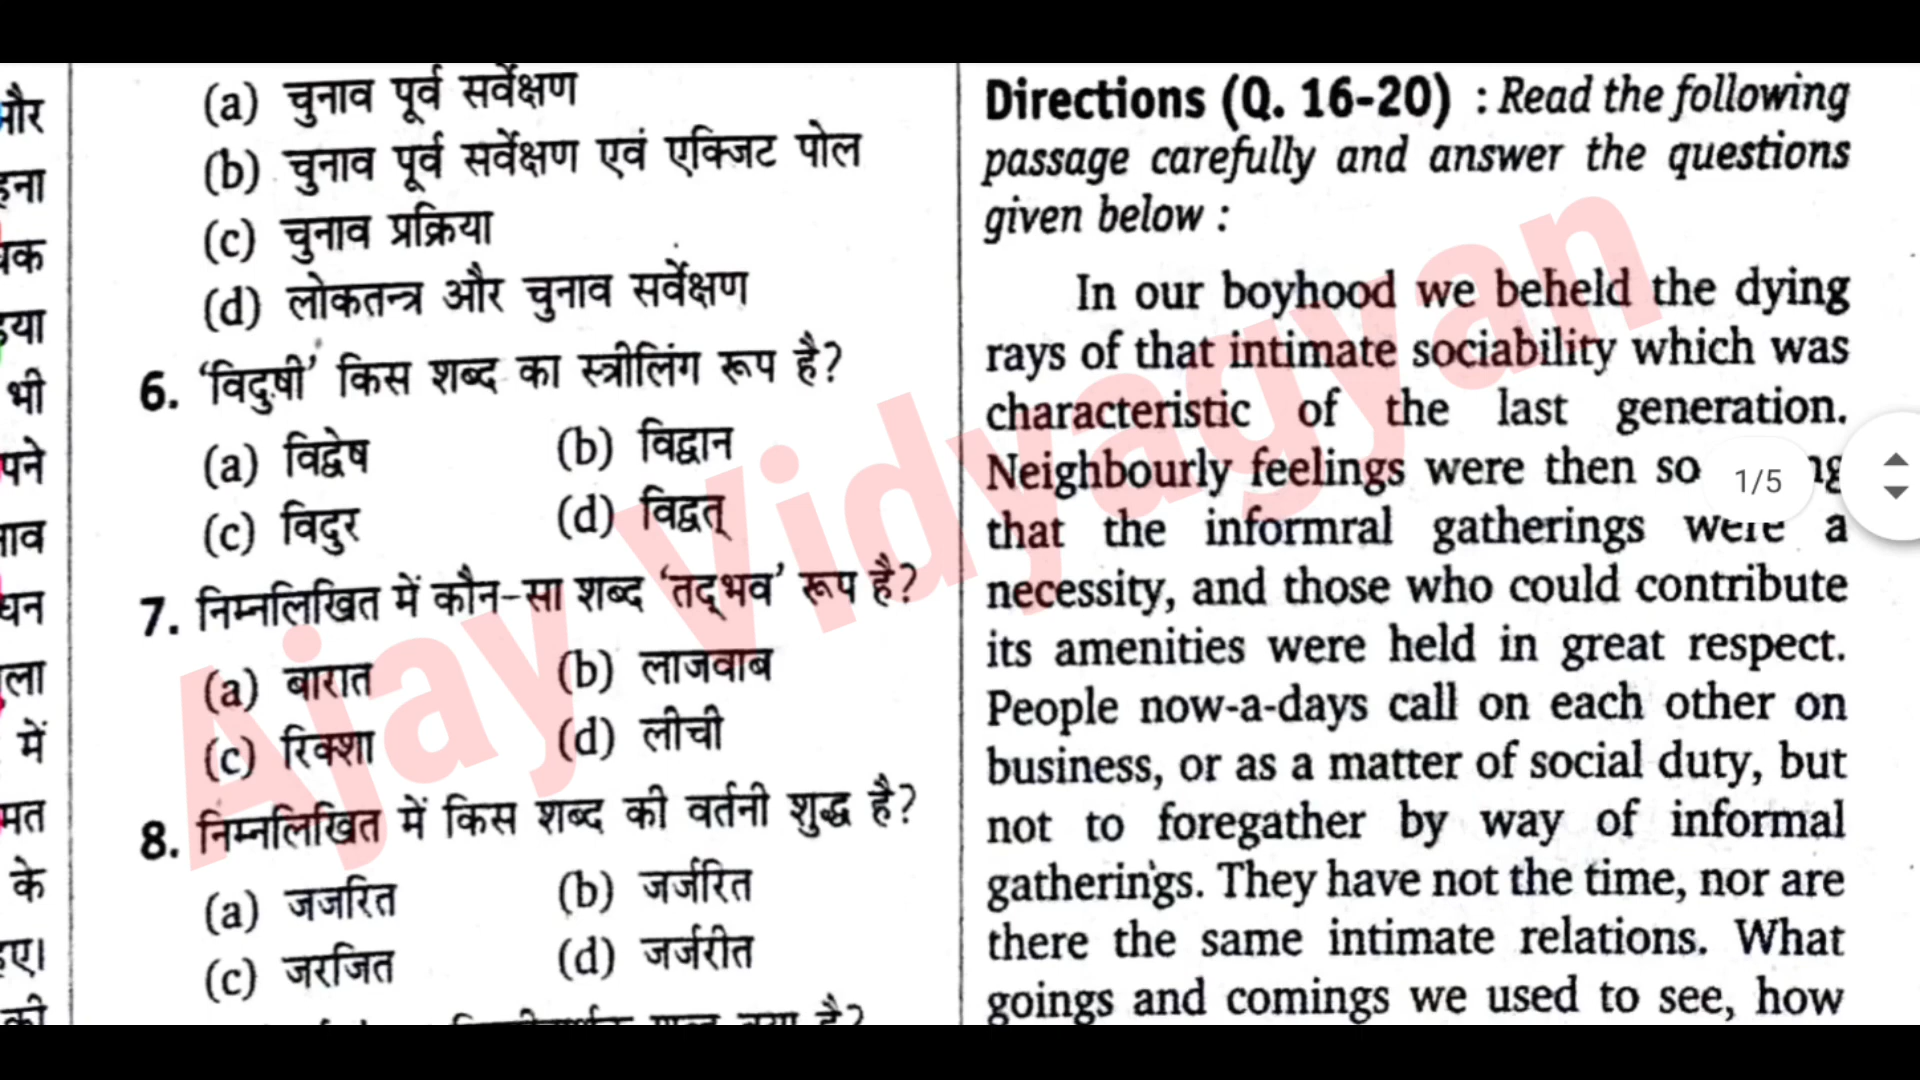 और
हना
या
भी
पने
ला
में
मत
के
की
(a) चुनाव पूर्व सर्वेक्षण
(b) चुनाव पूर्व सर्वेक्षण एवं एक्जिट पोल
(c) चुनाव प्रक्रिया
(d) लोकतन्त्र और चुनाव सर्वेक्षण
6. 'विदुषी' किस शब्द का स्त्रीलिंग रूप है?
(a) विद्वेष (b) विद्वान
(c) विदुर (d) विद्वत्
7. निम्नलिखित में कौन-सा शब्द 'तद्भव' रूप है?
(a) बारात (b) लाजवाब
(c) रिक्शा (d) लीची
8. निम्नलिखित में किस शब्द की वर्तनी शुद्ध है?
(a) जजरित (b) जर्जरित
(c) जरजित (d) जर्जरीत
Directions (Q. 16-20) : Read the following
passage carefully and answer the questions
given below :
In our boyhood we beheld the dying
rays of that intimate sociability which was
characteristic of the last generation.
Neighbourly feelings were then so
that the informral gatherings were a
necessity, and those who could contribute
its amenities were held in great respect.
People now-a-days call on each other on
business, or as a matter of social duty, but
not to foregather by way of informal
gatherings. They have not the time, nor are
there the same intimate relations. What
goings and comings we used to see, how
1/5
Ajay Vidyagyan